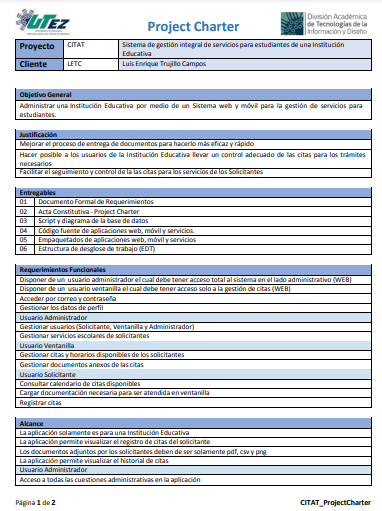 UTEZ
Project Charter
División Académica
de Tecnologías de la
Información y Diseño
Proyecto CITAT Sistema de gestión integral de servicios para estudiantes de una Institución
Educativa
Cliente LETC Luis Enrique Trujillo Campos
Objetivo General
Administrar una Institución Educativa por medio de un Sistema web y móvil para la gestión de servicios para
estudiantes.
Justificación
Mejorar el proceso de entrega de documentos para hacerlo más eficaz y rápido
Hacer posible a los usuarios de la Institución Educativa llevar un control adecuado de las citas para los trámites
necesarios
Facilitar el seguimiento y control de la las citas para los servicios de los Solicitantes
Entregables
01 Documento Formal de Requerimientos
02 Acta Constitutiva - Project Charter
03 Script y diagrama de la base de datos
04 Código fuente de aplicaciones web, móvil y servicios.
05 Empaquetados de aplicaciones web, móvil y servicios
06 Estructura de desglose de trabajo (EDT)
Requerimientos Funcionales
Disponer de un usuario administrador el cual debe tener acceso total al sistema en el lado administrativo (WEB)
Disponer de un usuario ventanilla el cual debe tener acceso solo a la gestión de citas (WEB)
Acceder por correo y contraseña
Gestionar los datos de perfil
Usuario Administrador
Gestionar usuarios (Solicitante, Ventanilla y Administrador)
Gestionar servicios escolares de solicitantes
Usuario Ventanilla
Gestionar citas y horarios disponibles de los solicitantes
Gestionar documentos anexos de las citas
Usuario Solicitante
Consultar calendario de citas disponibles
Cargar documentación necesaria para ser atendida en ventanilla
Registrar citas
Alcance
La aplicación solamente es para una Institución Educativa
La aplicación permite visualizar el registro de citas del solicitante
Los documentos adjuntos por los solicitantes deben de ser solamente pdf, csv y png
La aplicación permite visualizar el historial de citas
Usuario Administrador
Acceso a todas las cuestiones administrativas en la aplicación
Página 1 de 2 CITAT_ProjectCharter